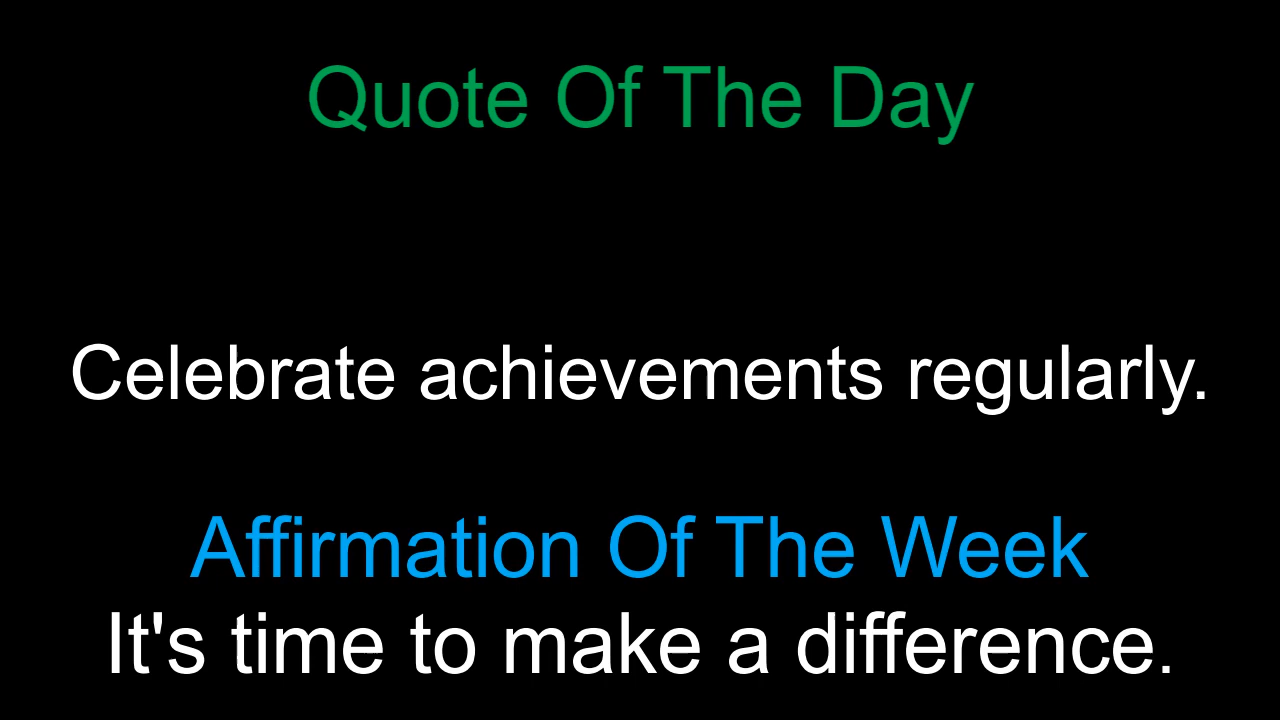 Quote Of The Day
Celebrate achievements regularly.
Affirmation Of The Week
It's time to make a difference.